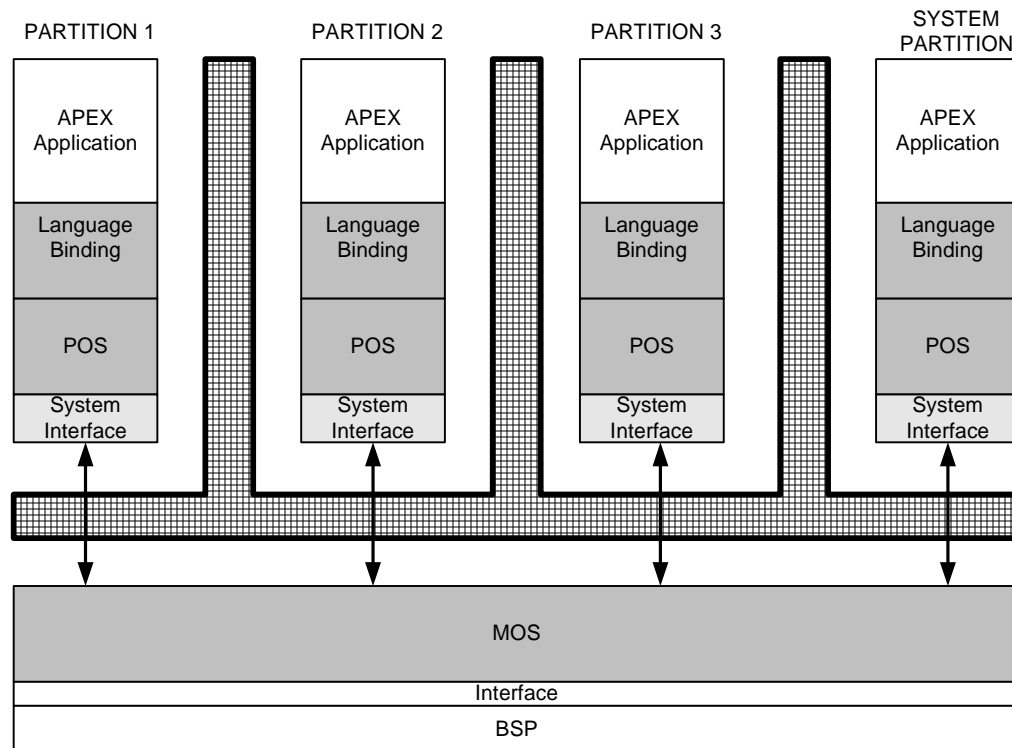 PARTITION 1
PARTITION 2
PARTITION 3
SYSTEM
PARTITION
APEX
Application
APEX
Application
APEX
Application
APEX
Application
Language
Binding
Language
Binding
Language
Binding
Language
Binding
POS
POS
POS
POS
System
Interface
System
Interface
System
Interface
System
Interface
MOS
Interface
BSP